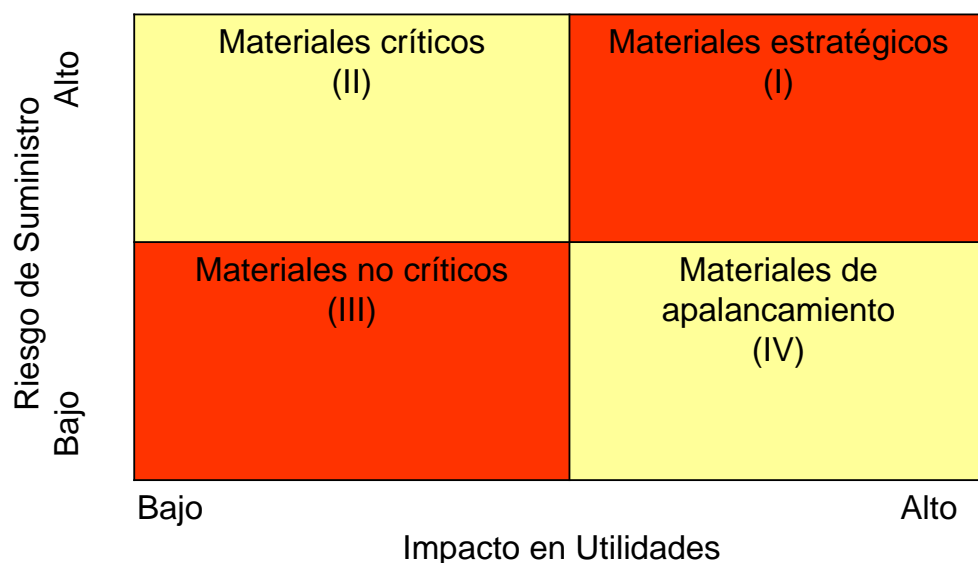 Riesgo de Suministro
Alto
Bajo
Materiales críticos
(II)
Materiales estratégicos
(I)
Materiales no críticos
(III)
Materiales de
apalancamiento
(IV)
Bajo
Alto
Impacto en Utilidades